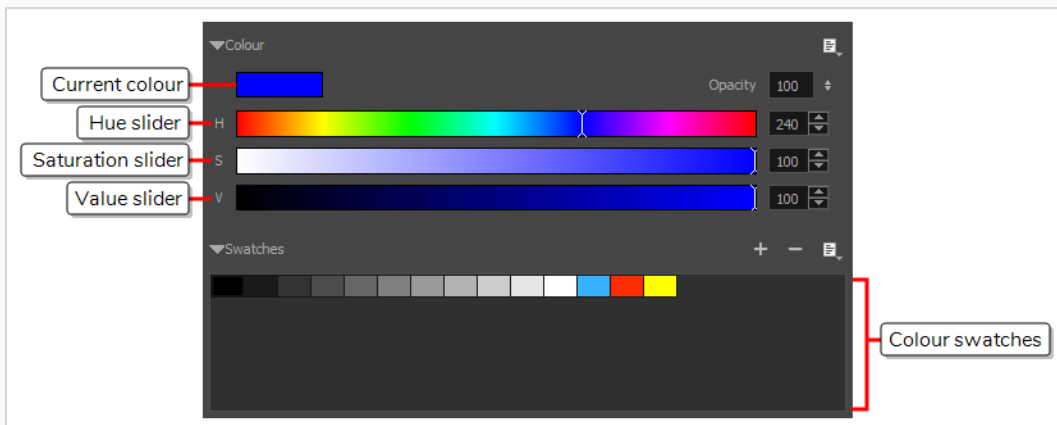 Colour
Current colour
Opacity 100
Hue slider
H 240
Saturation slider
S 100
Value slider
V 100
Swatches + −
Colour swatches